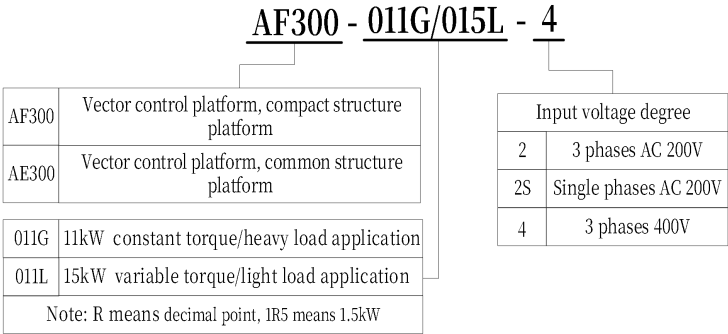 AF300 - 011G/015L - 4
AF300 Vector control platform, compact structure
platform
AE300 Vector control platform, common structure
platform
011G 11kW constant torque/heavy load application
011L 15kW variable torque/light load application
Note: R means decimal point, 1R5 means 1.5kW
Input voltage degree
2 3 phases AC 200V
2S Single phases AC 200V
4 3 phases 400V